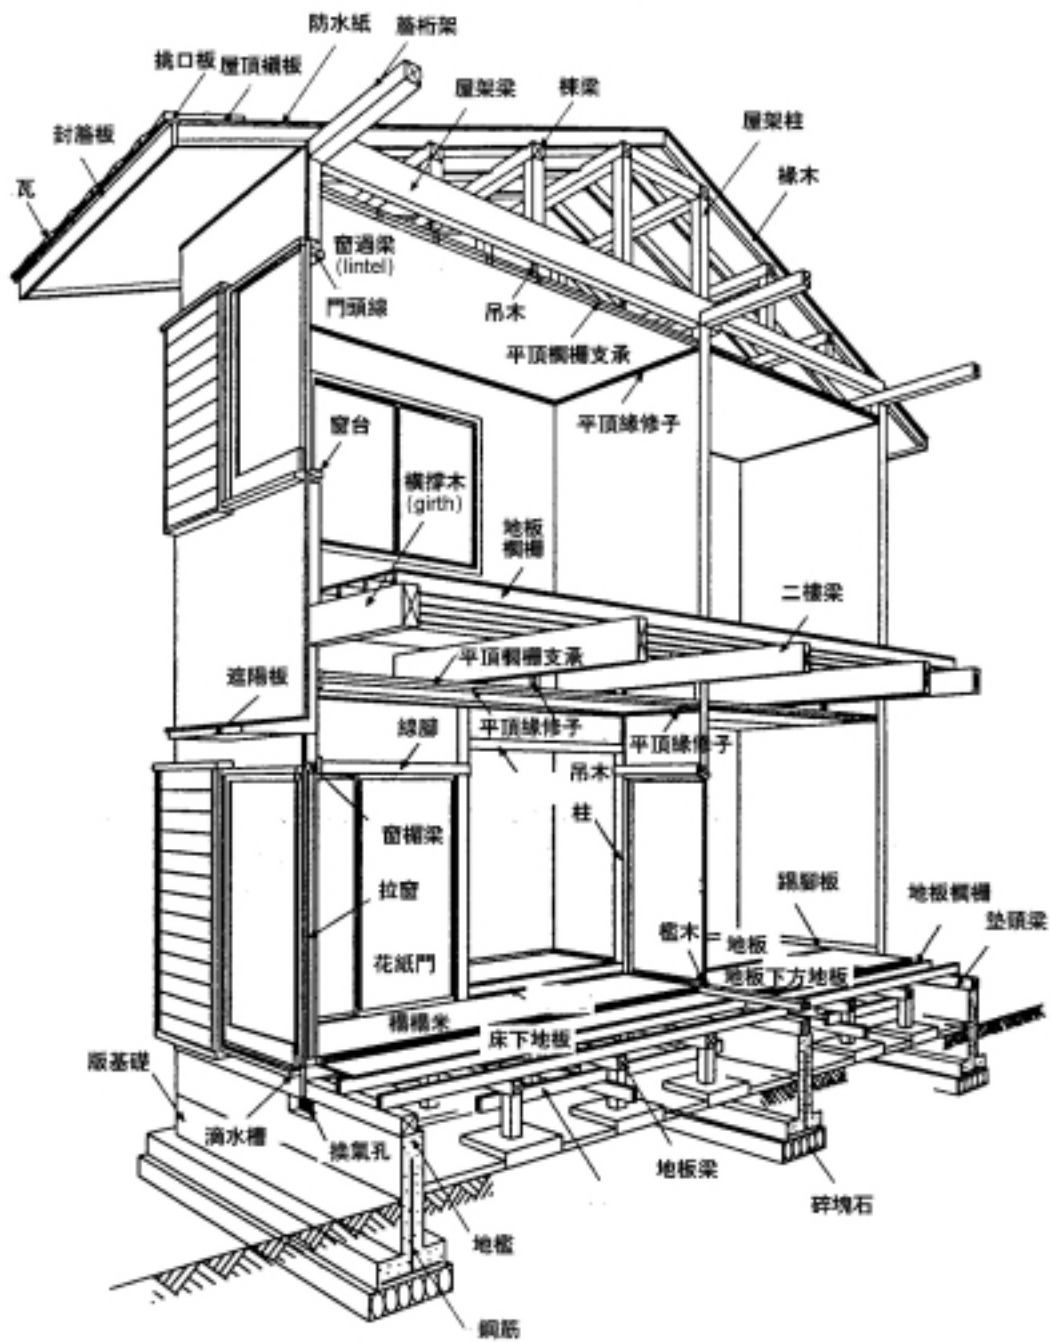 防水紙
簷桁架
挑口板
屋頂襯板
屋架梁
棟梁
屋架柱
封簷板
瓦
椽木
窗過梁
(lintel)
門頭線
吊木
平頂欄柵支承
平頂緣修子
窗台
橫撐木
(girth)
地板
欄柵
二樓梁
平頂欄柵支承
遮陽板
線腳
平頂緣修子
平頂緣修子
吊木
柱
窗楣梁
拉窗
踢腳板
地板欄柵
墊頭梁
檻木
地板
花紙門
地板下方地板
榻榻米
床下地板
版基礎
滴水槽
換氣孔
地板梁
碎塊石
地檻
鋼筋